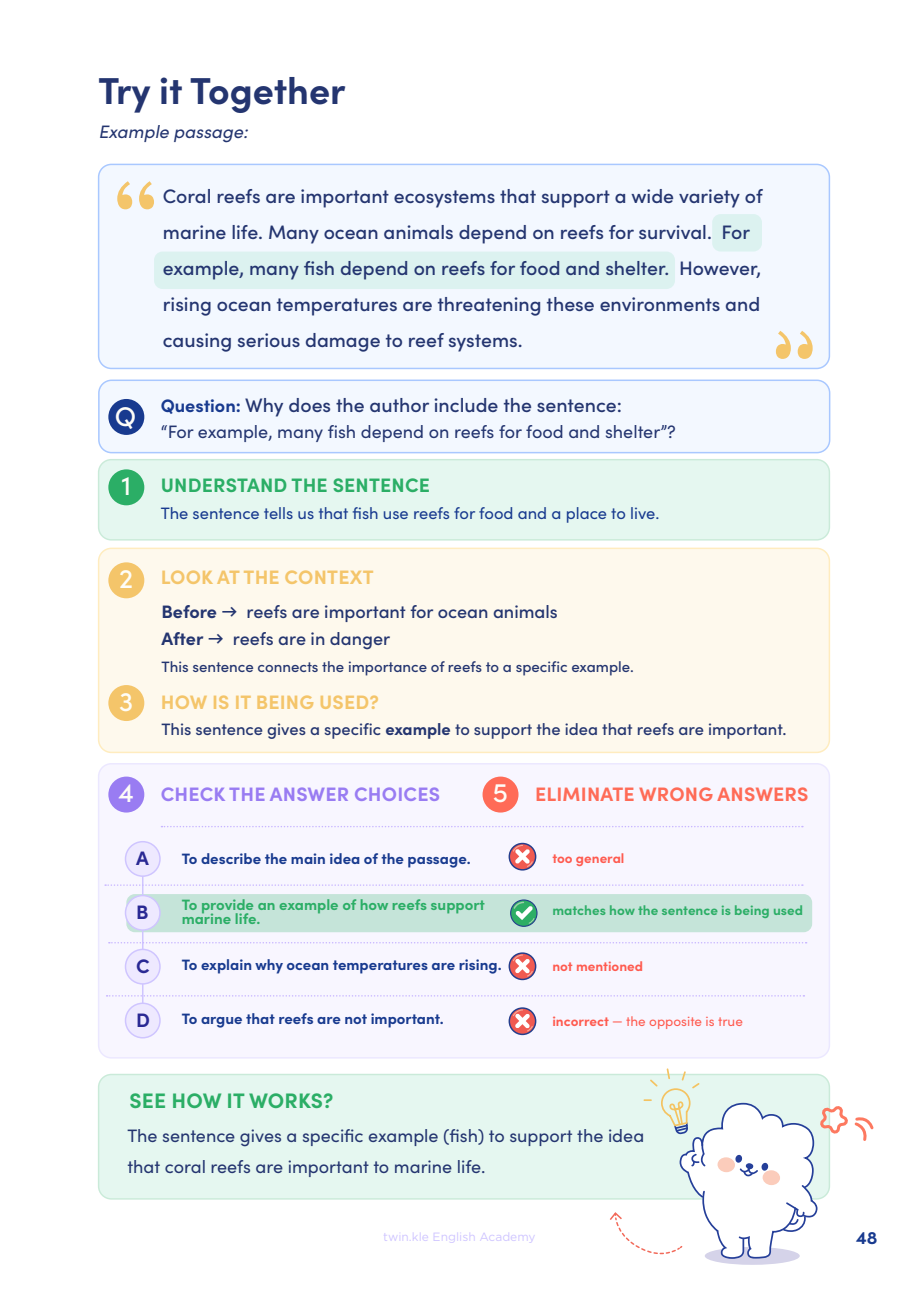 Try it Together
Example passage:
“ Coral reefs are important ecosystems that support a wide variety of
marine life. Many ocean animals depend on reefs for survival. For
example, many fish depend on reefs for food and shelter. However,
rising ocean temperatures are threatening these environments and
causing serious damage to reef systems. ”
Q Question: Why does the author include the sentence:
“For example, many fish depend on reefs for food and shelter”?
1 UNDERSTAND THE SENTENCE
The sentence tells us that fish use reefs for food and a place to live.
2 LOOK AT THE CONTEXT
Before → reefs are important for ocean animals
After → reefs are in danger
This sentence connects the importance of reefs to a specific example.
3 HOW IS IT BEING USED?
This sentence gives a specific example to support the idea that reefs are important.
4 CHECK THE ANSWER CHOICES 5 ELIMINATE WRONG ANSWERS
A To describe the main idea of the passage. too general
B To provide an example of how reefs support
marine life. matches how the sentence is being used
C To explain why ocean temperatures are rising. not mentioned
D To argue that reefs are not important. incorrect — the opposite is true
SEE HOW IT WORKS?
The sentence gives a specific example (fish) to support the idea
that coral reefs are important to marine life.
twin.kle English Academy
48